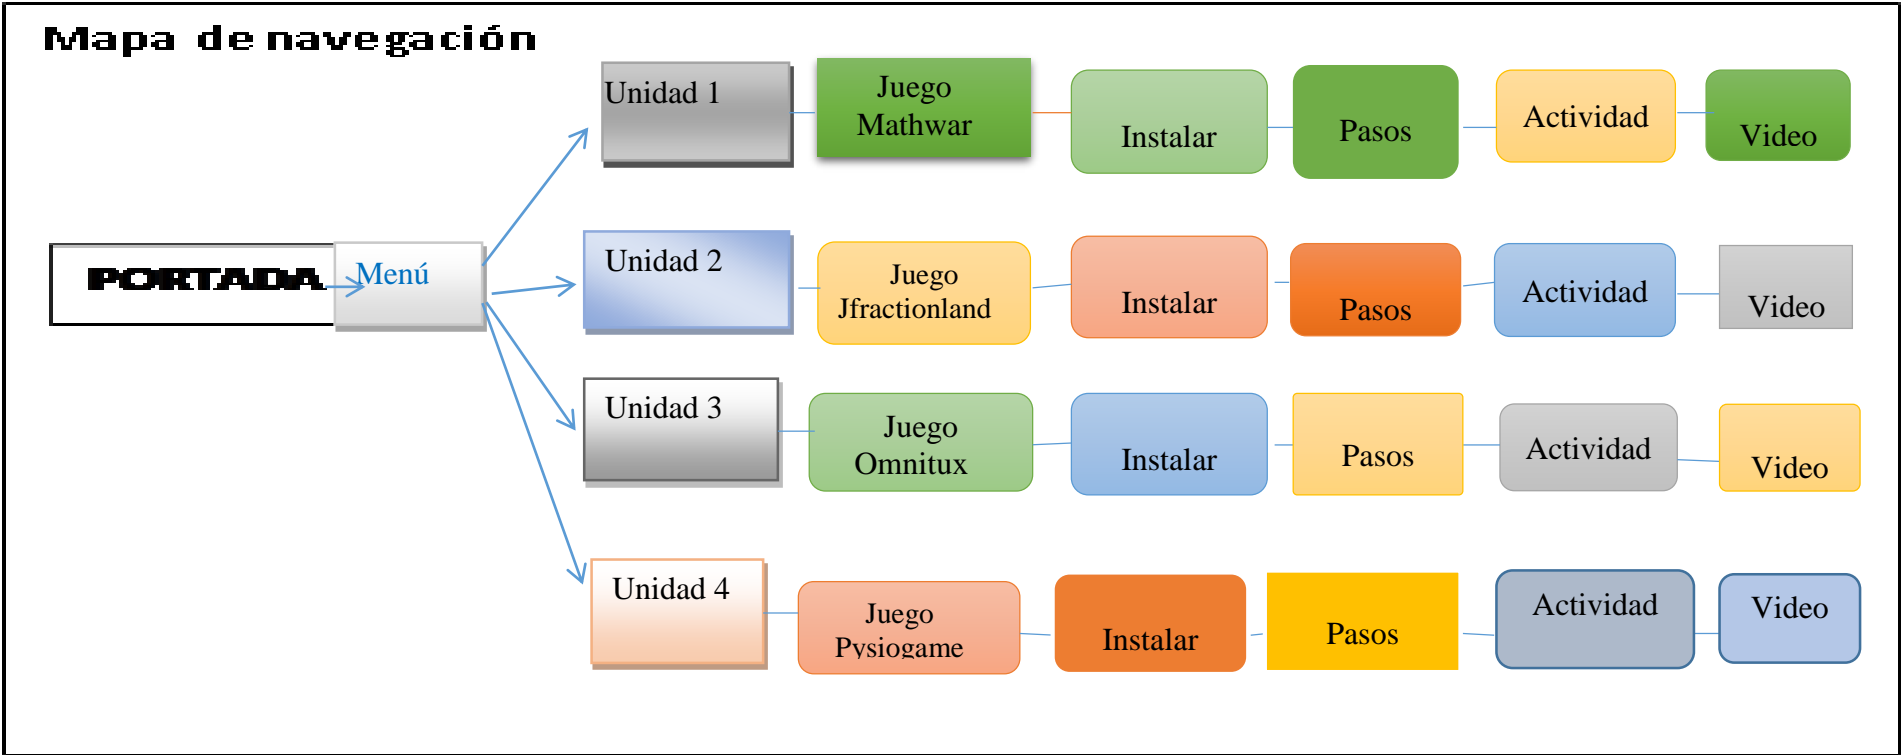 Mapa de navegación
Unidad 1
Juego
Mathwar
Instalar
Pasos
Actividad
Video
PORTADA
Menú
Unidad 2
Juego
Jfractionland
Instalar
Pasos
Actividad
Video
Unidad 3
Juego
Omnitux
Instalar
Pasos
Actividad
Video
Unidad 4
Juego
Pysiogame
Instalar
Pasos
Actividad
Video